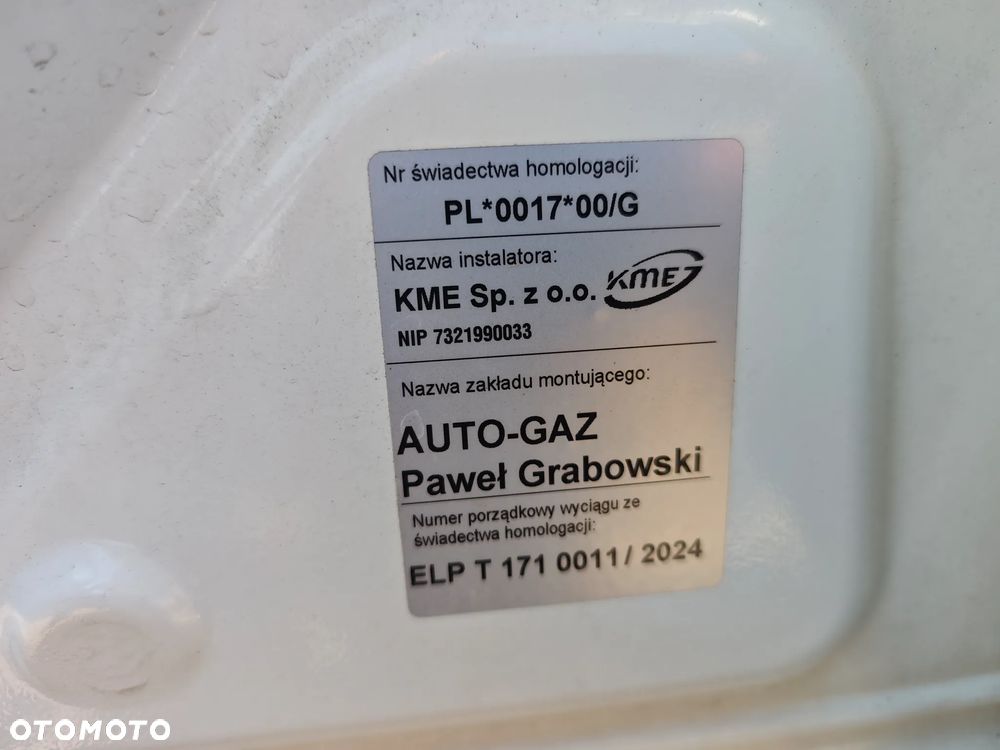 Nr świadectwa homologacji:
PL*0017*00/G
Nazwa instalatora:
KME Sp. z o.o. KME
NIP 7321990033
Nazwa zakładu montującego:
AUTO-GAZ
Paweł Grabowski
Numer porządkowy wyciągu ze
świadectwa homologacji:
ELP T 171 0011 / 2024
OTOMOTO